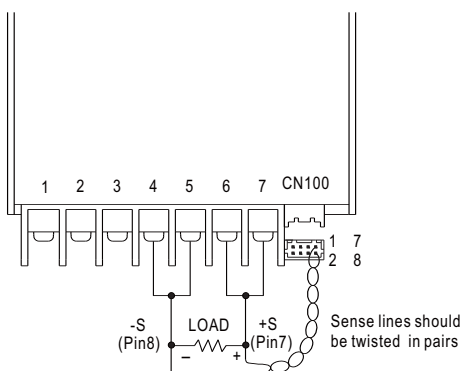 1 2 3 4 5 6 7 CN100
1 7
2 8
-S LOAD +S
(Pin8) (Pin7)
– +
Sense lines should
be twisted in pairs